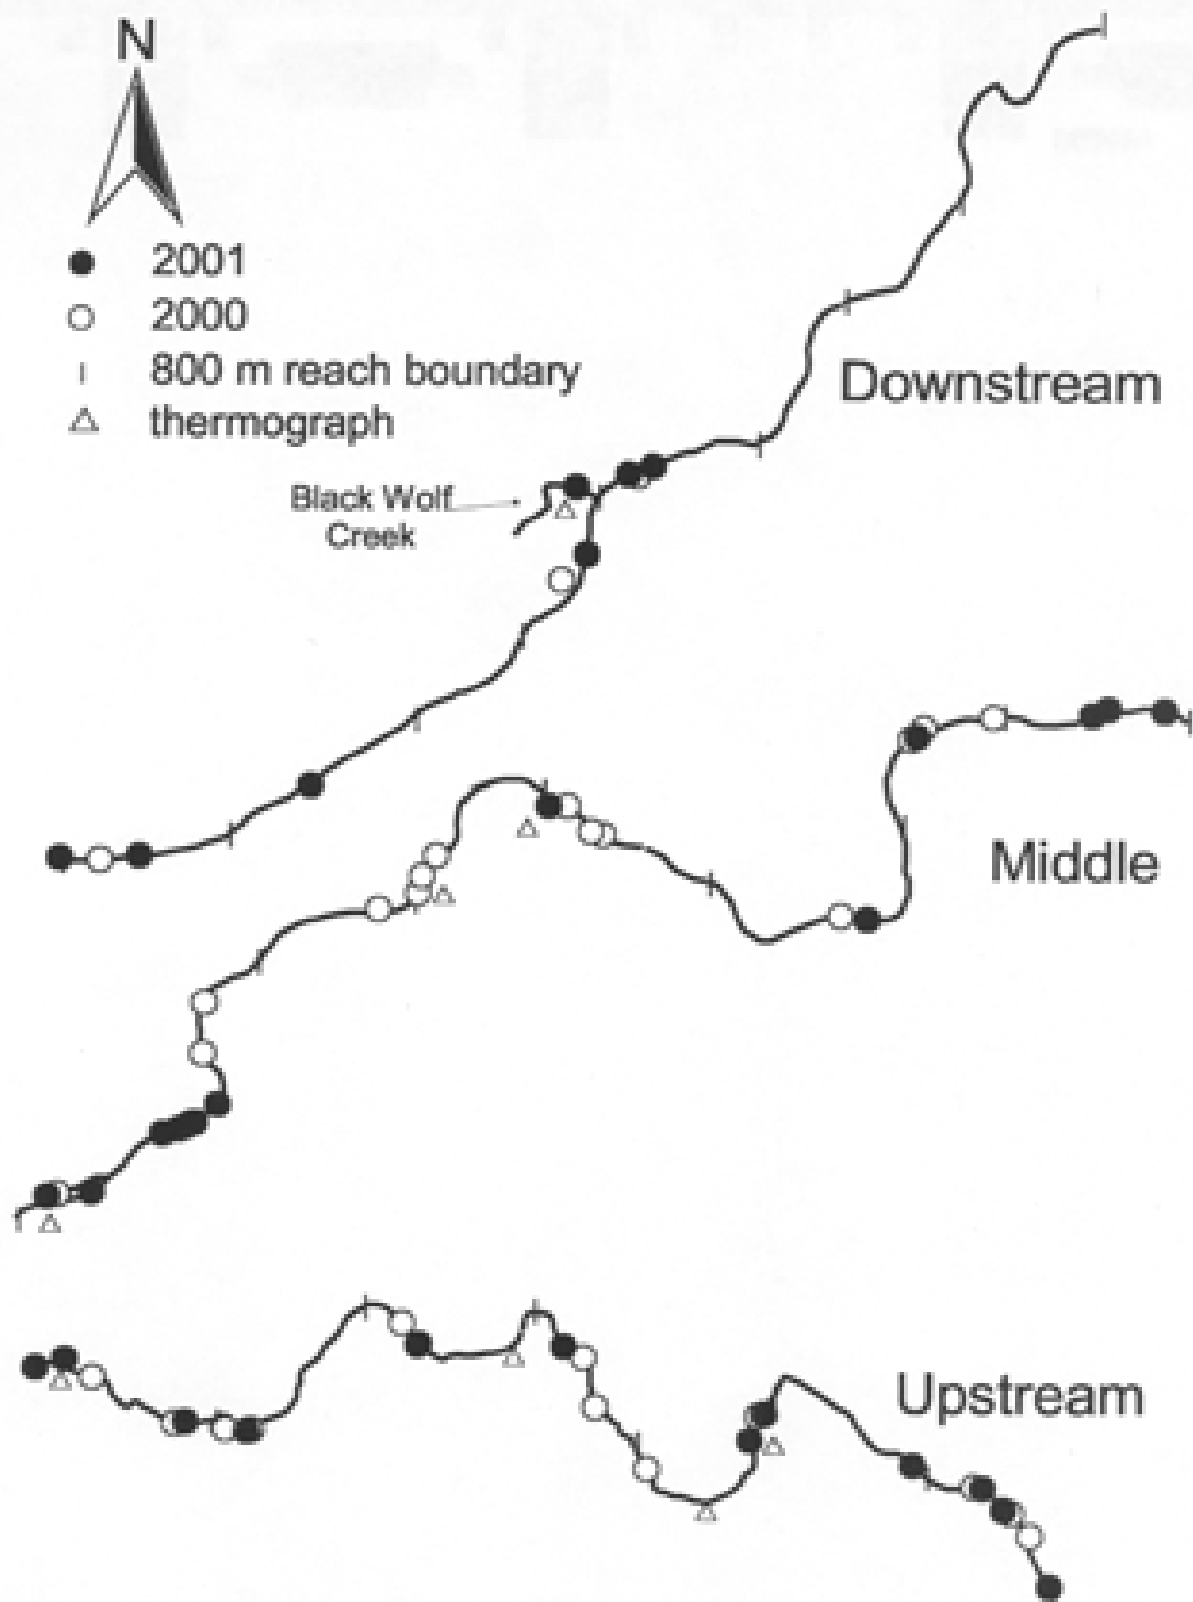 N
2001
2000
800 m reach boundary
thermograph
Downstream
Black Wolf
Creek
Middle
Upstream